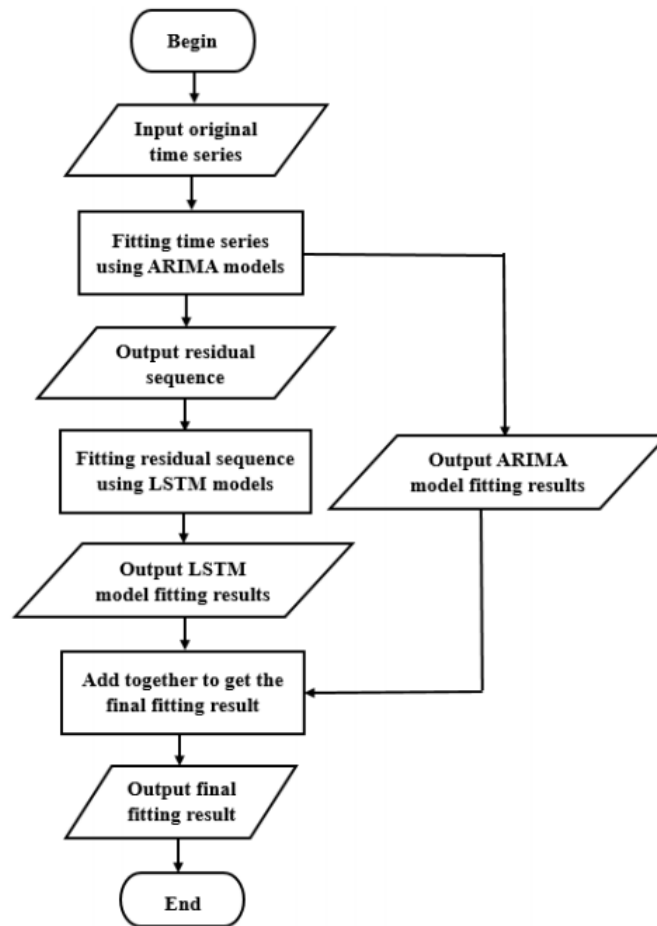 Begin
Input original
time series
Fitting time series
using ARIMA models
Output residual
sequence
Fitting residual sequence
using LSTM models
Output ARIMA
model fitting results
Output LSTM
model fitting results
Add together to get the
final fitting result
Output final
fitting result
End